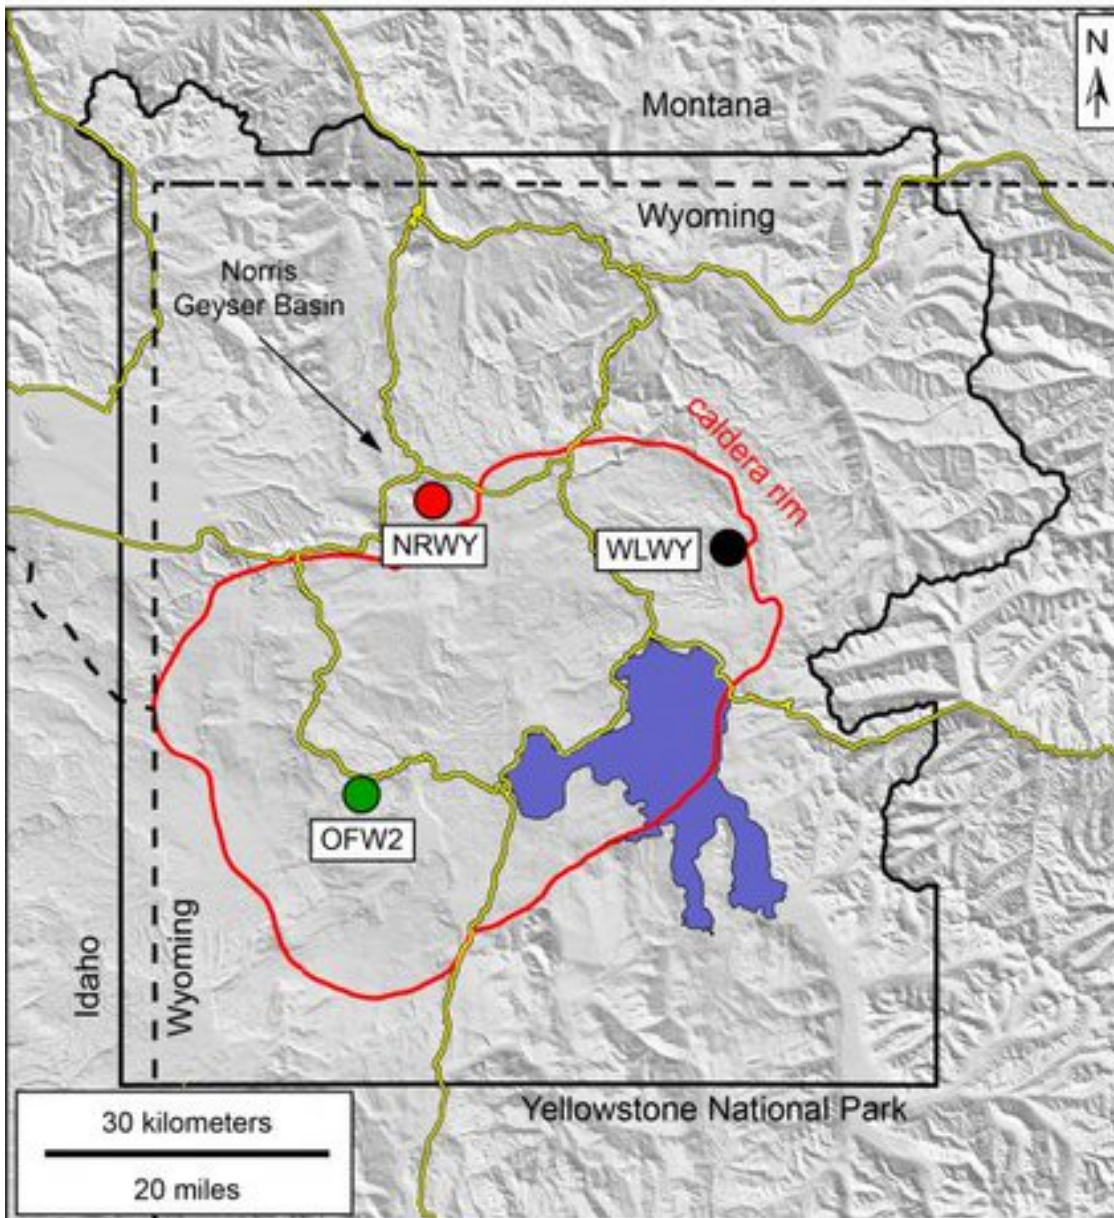 N
Montana
Wyoming
Norris
Geyser Basin
caldera rim
NRWY
WLWY
OFW2
Idaho
Wyoming
Yellowstone National Park
30 kilometers
20 miles